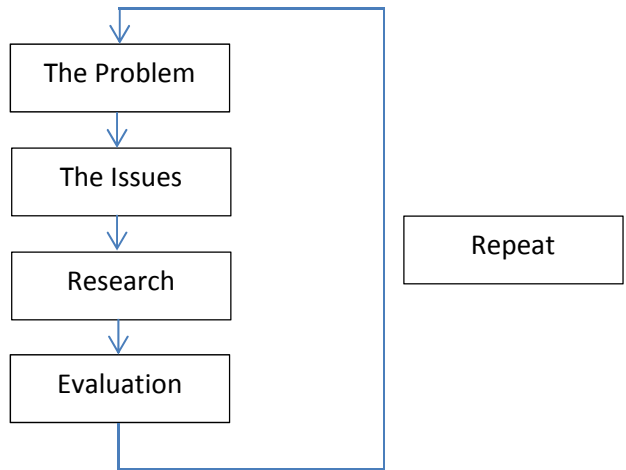 The Problem
The Issues
Research
Evaluation
Repeat